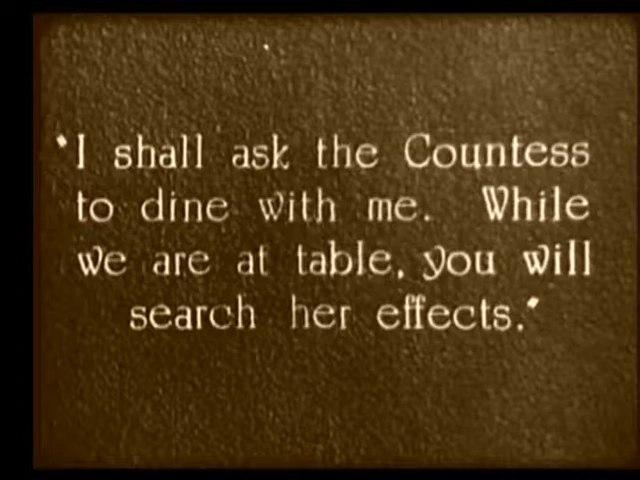 "I shall ask the Countess
to dine with me. While
we are at table, you will
search her effects."